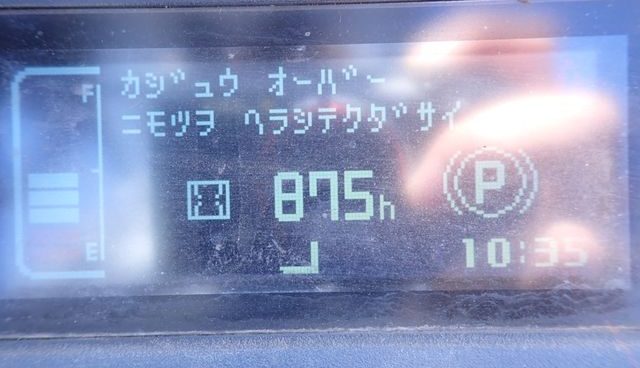 F
カジュウ オーバー
ニモツヲ ヘラシテクダサイ
875h
P
E
10:35